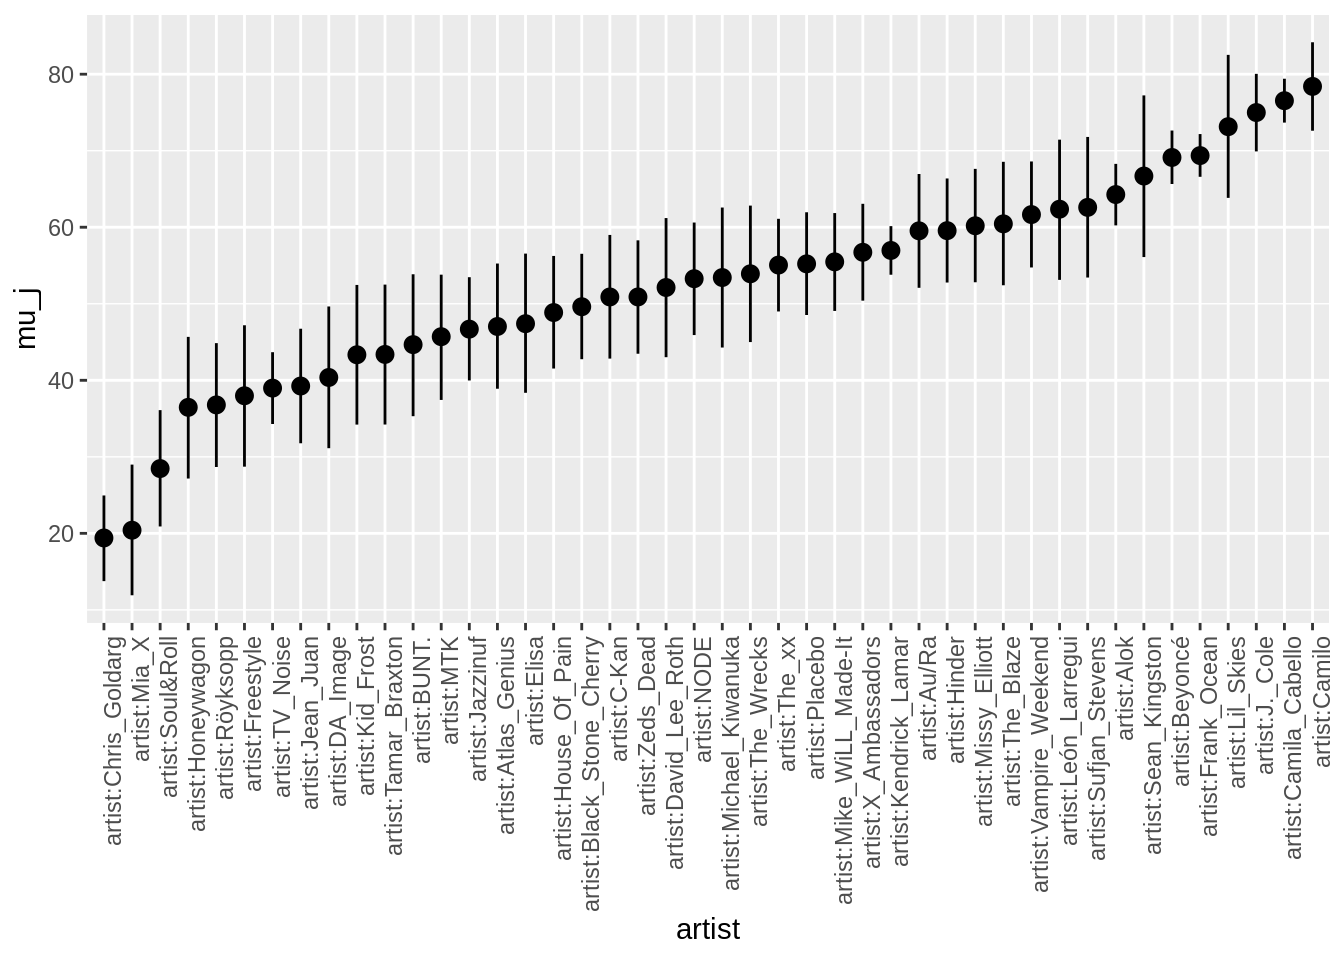 80
60
40
20
mu_j
artist:Chris_Goldarg
artist:Mia_X
artist:Soul&Roll
artist:Honeywagon
artist:Röyksopp
artist:Freestyle
artist:TV_Noise
artist:Jean_Juan
artist:DA_Image
artist:Kid_Frost
artist:Tamar_Braxton
artist:BUNT.
artist:MTK
artist:Jazzinuf
artist:Atlas_Genius
artist:Elisa
artist:House_Of_Pain
artist:Black_Stone_Cherry
artist:C-Kan
artist:Zeds_Dead
artist:David_Lee_Roth
artist:NODE
artist:Michael_Kiwanuka
artist:The_Wrecks
artist:The_xx
artist:Placebo
artist:Mike_WiLL_Made-It
artist:X_Ambassadors
artist:Kendrick_Lamar
artist:Au/Ra
artist:Hinder
artist:Missy_Elliott
artist:The_Blaze
artist:Vampire_Weekend
artist:León_Larregui
artist:Sufjan_Stevens
artist:Alok
artist:Sean_Kingston
artist:Beyoncé
artist:Frank_Ocean
artist:Lil_Skies
artist:J._Cole
artist:Camila_Cabello
artist:Camilo
artist